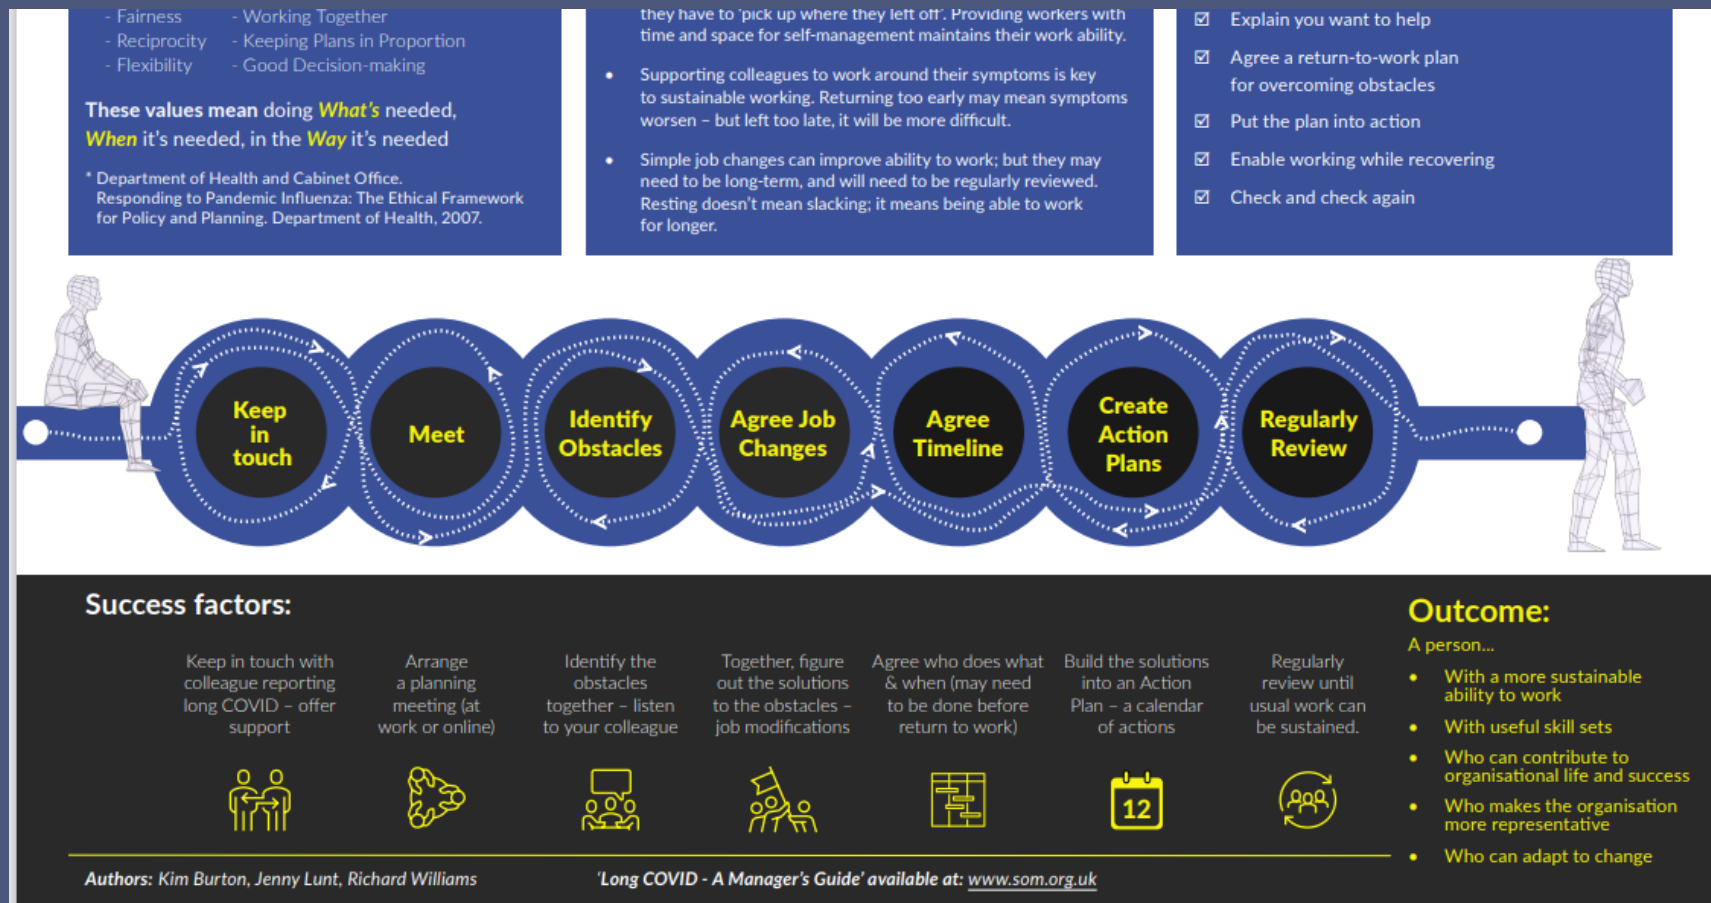 - Fairness - Working Together
- Reciprocity - Keeping Plans in Proportion
- Flexibility - Good Decision-making
These values mean doing What's needed,
When it's needed, in the Way it's needed
* Department of Health and Cabinet Office.
Responding to Pandemic Influenza: The Ethical Framework
for Policy and Planning. Department of Health, 2007.
they have to 'pick up where they left off'. Providing workers with
time and space for self-management maintains their work ability.
• Supporting colleagues to work around their symptoms is key
to sustainable working. Returning too early may mean symptoms
worsen – but left too late, it will be more difficult.
• Simple job changes can improve ability to work; but they may
need to be long-term, and will need to be regularly reviewed.
Resting doesn't mean slacking; it means being able to work
for longer.
☑ Explain you want to help
☑ Agree a return-to-work plan
for overcoming obstacles
☑ Put the plan into action
☑ Enable working while recovering
☑ Check and check again
Keep
in
touch
Meet
Identify
Obstacles
Agree Job
Changes
Agree
Timeline
Create
Action
Plans
Regularly
Review
Success factors:
Keep in touch with
colleague reporting
long COVID – offer
support
Arrange
a planning
meeting (at
work or online)
Identify the
obstacles
together – listen
to your colleague
Together, figure
out the solutions
to the obstacles –
job modifications
Agree who does what
& when (may need
to be done before
return to work)
Build the solutions
into an Action
Plan – a calendar
of actions
12
Regularly
review until
usual work can
be sustained.
Outcome:
A person...
• With a more sustainable
ability to work
• With useful skill sets
• Who can contribute to
organisational life and success
• Who makes the organisation
more representative
• Who can adapt to change
Authors: Kim Burton, Jenny Lunt, Richard Williams
'Long COVID - A Manager's Guide' available at: www.som.org.uk